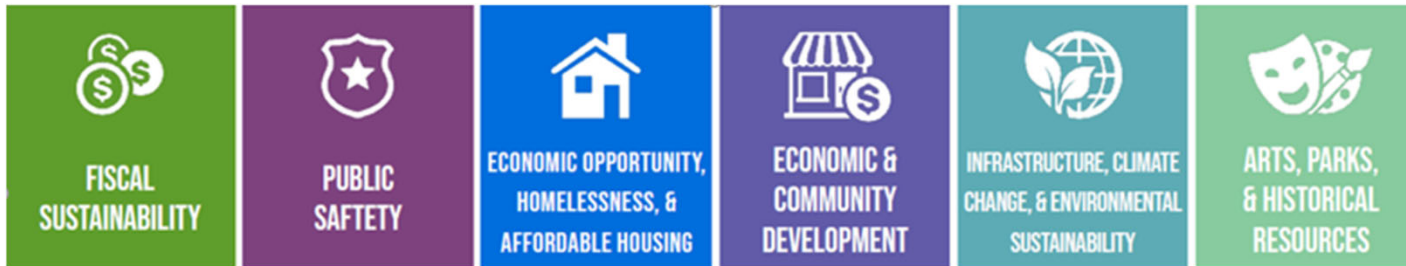 FISCAL
SUSTAINABILITY
PUBLIC
SAFTETY
ECONOMIC OPPORTUNITY,
HOMELESSNESS, &
AFFORDABLE HOUSING
ECONOMIC &
COMMUNITY
DEVELOPMENT
INFRASTRUCTURE, CLIMATE
CHANGE, & ENVIRONMENTAL
SUSTAINABILITY
ARTS, PARKS,
& HISTORICAL
RESOURCES